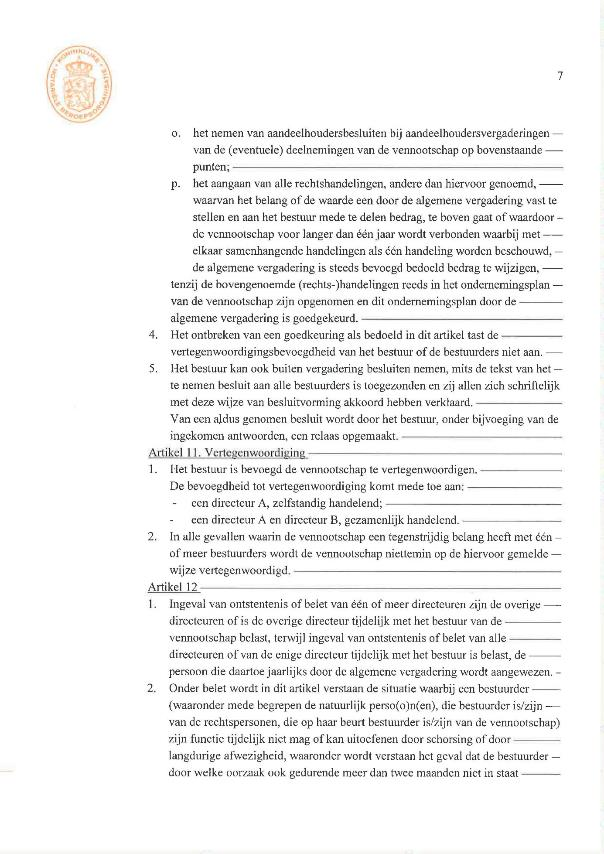 KONINKLIJKE NOTARIËLE BEROEPSORGANISATIE
7
o. het nemen van aandeelhoudersbesluiten bij aandeelhoudersvergaderingen —
van de (eventuele) deelnemingen van de vennootschap op bovenstaande —
punten; —
p. het aangaan van alle rechtshandelingen, andere dan hiervoor genoemd, —
waarvan het belang of de waarde een door de algemene vergadering vast te
stellen en aan het bestuur mede te delen bedrag, te boven gaat of waardoor –
de vennootschap voor langer dan één jaar wordt verbonden waarbij met —
elkaar samenhangende handelingen als één handeling worden beschouwd, –
de algemene vergadering is steeds bevoegd bedoeld bedrag te wijzigen, —
tenzij de bovengenoemde (rechts-)handelingen reeds in het ondernemingsplan —
van de vennootschap zijn opgenomen en dit ondernemingsplan door de —
algemene vergadering is goedgekeurd. —
4. Het ontbreken van een goedkeuring als bedoeld in dit artikel tast de —
vertegenwoordigingsbevoegdheid van het bestuur of de bestuurders niet aan. —
5. Het bestuur kan ook buiten vergadering besluiten nemen, mits de tekst van het —
te nemen besluit aan alle bestuurders is toegezonden en zij allen zich schriftelijk
met deze wijze van besluitvorming akkoord hebben verklaard. —
Van een aldus genomen besluit wordt door het bestuur, onder bijvoeging van de
ingekomen antwoorden, een relaas opgemaakt. —
Artikel 11. Vertegenwoordiging —
1. Het bestuur is bevoegd de vennootschap te vertegenwoordigen. —
De bevoegdheid tot vertegenwoordiging komt mede toe aan: —
- een directeur A, zelfstandig handelend; —
- een directeur A en directeur B, gezamenlijk handelend. —
2. In alle gevallen waarin de vennootschap een tegenstrijdig belang heeft met één –
of meer bestuurders wordt de vennootschap niettemin op de hiervoor gemelde —
wijze vertegenwoordigd. —
Artikel 12 —
1. Ingeval van ontstentenis of belet van één of meer directeuren zijn de overige —
directeuren of is de overige directeur tijdelijk met het bestuur van de —
vennootschap belast, terwijl ingeval van ontstentenis of belet van alle —
directeuren of van de enige directeur tijdelijk met het bestuur is belast, de —
persoon die daartoe jaarlijks door de algemene vergadering wordt aangewezen. –
2. Onder belet wordt in dit artikel verstaan de situatie waarbij een bestuurder —
(waaronder mede begrepen de natuurlijk perso(o)n(en), die bestuurder is/zijn —
van de rechtspersonen, die op haar beurt bestuurder is/zijn van de vennootschap)
zijn functie tijdelijk niet mag of kan uitoefenen door schorsing of door —
langdurige afwezigheid, waaronder wordt verstaan het geval dat de bestuurder —
door welke oorzaak ook gedurende meer dan twee maanden niet in staat —